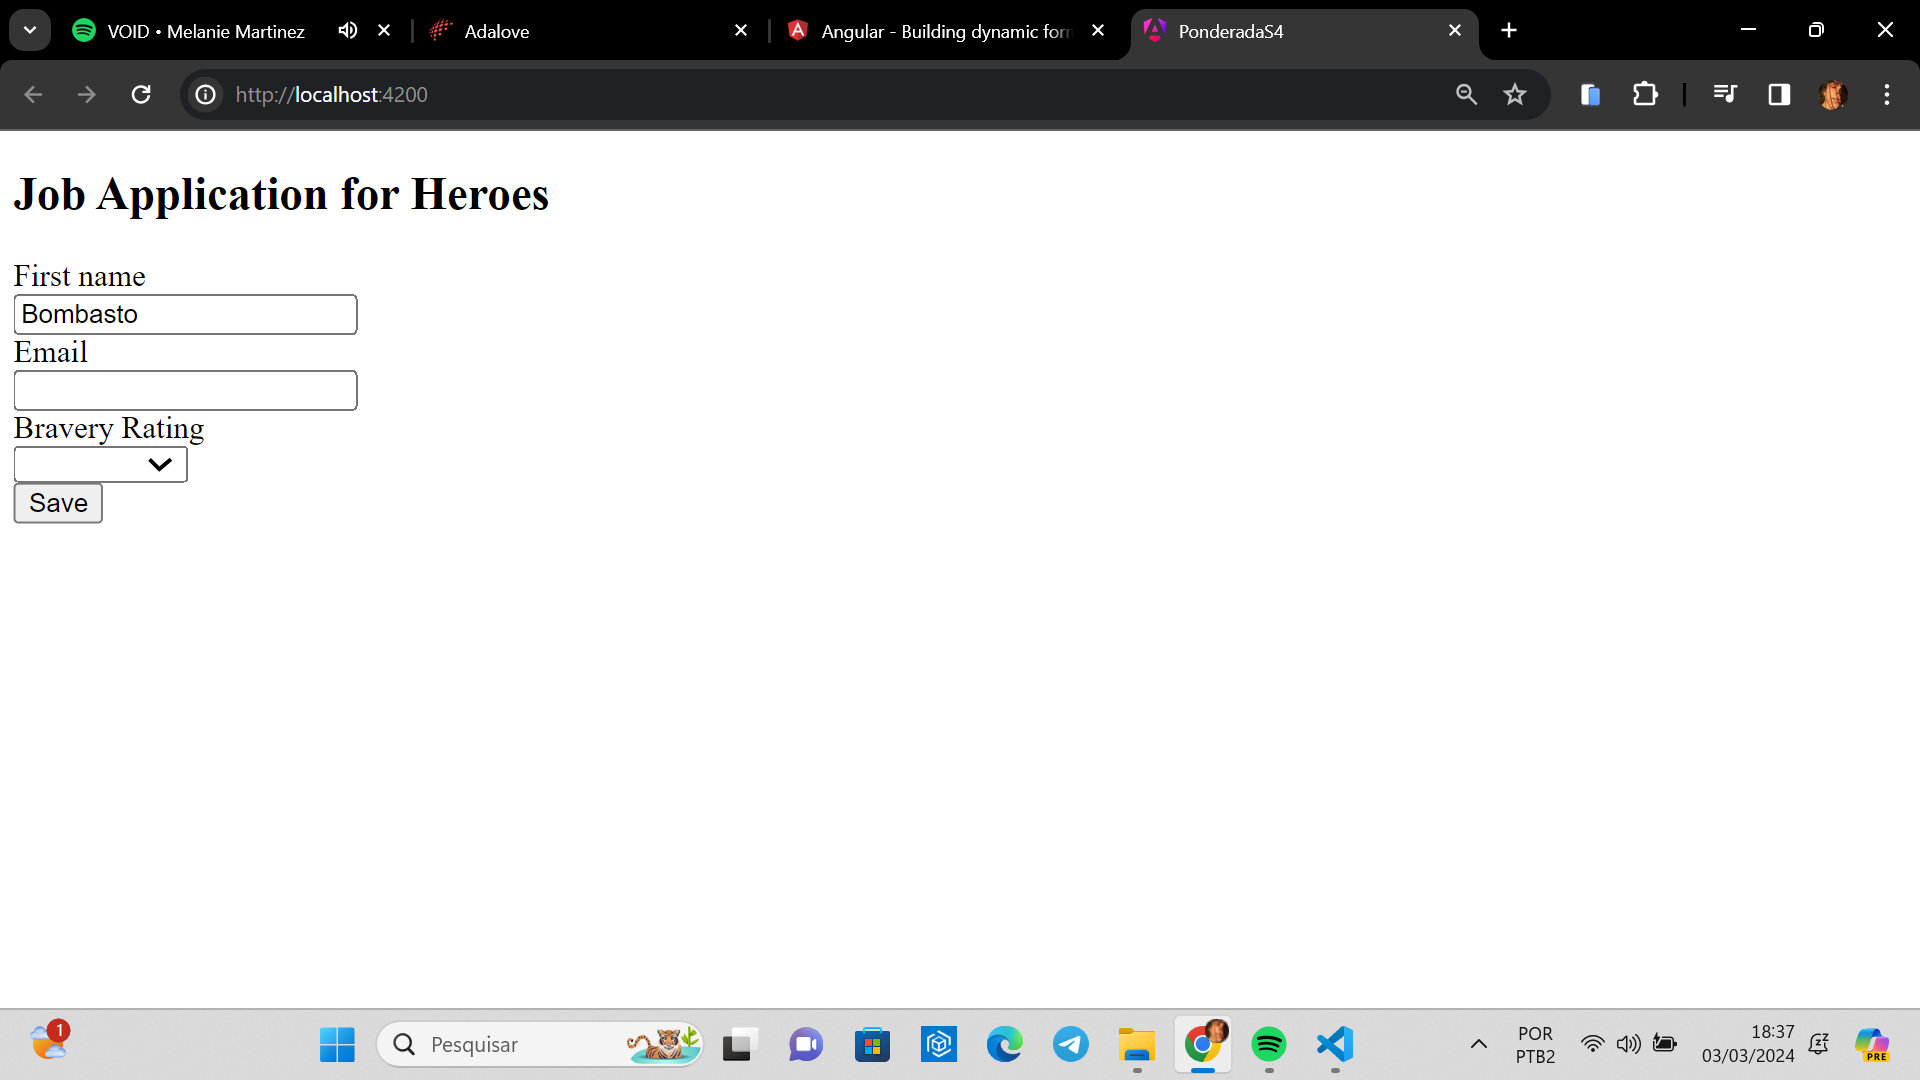 VOID • Melanie Martinez
Adalove
Angular - Building dynamic form
PonderadaS4
http://localhost:4200
Job Application for Heroes
First name
Bombasto
Email
Bravery Rating
Save
1
Pesquisar
POR
PTB2
18:37
03/03/2024
PRE